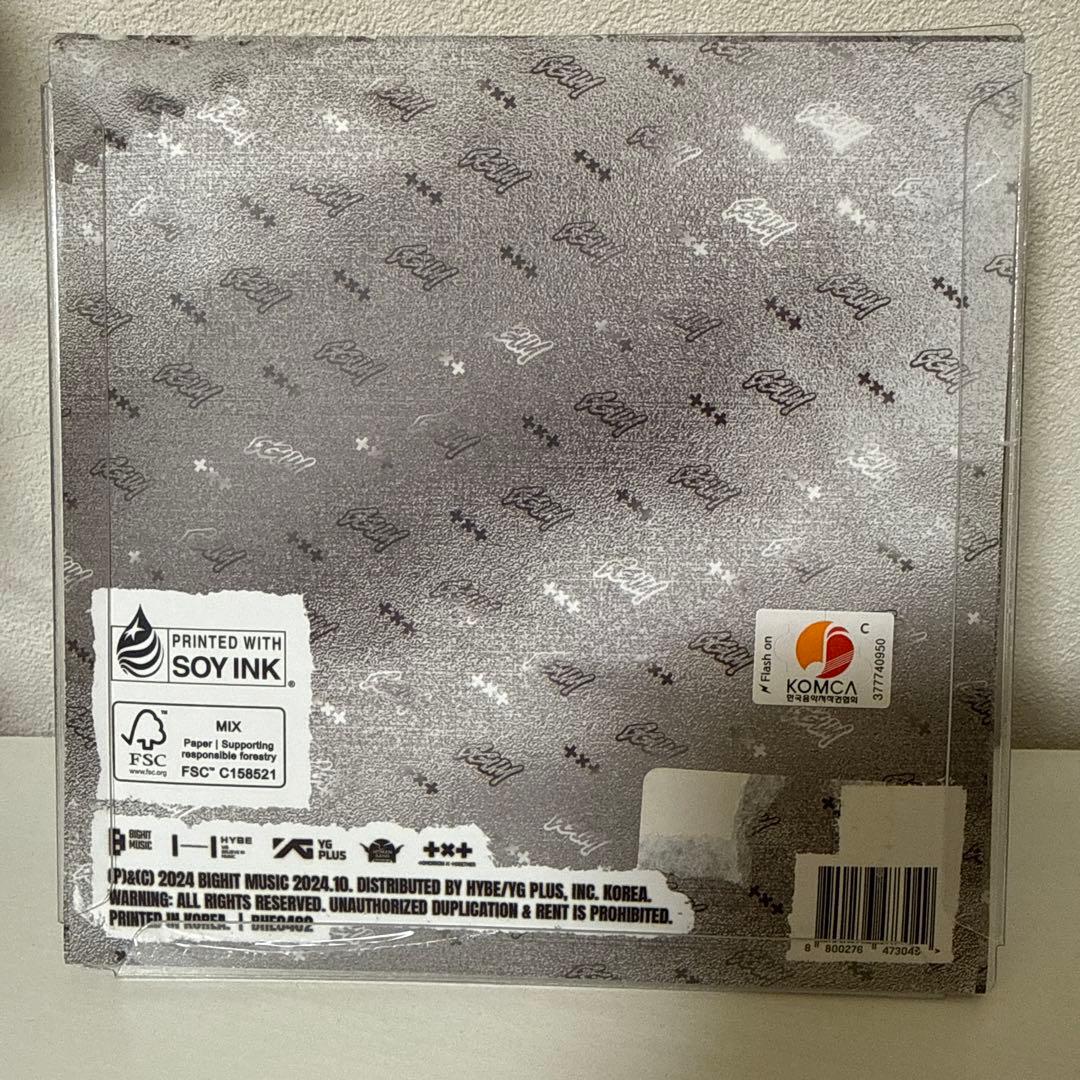 PRINTED WITH
SOY INK
®
FSC
www.fsc.org
MIX
Paper | Supporting
responsible forestry
FSC™ C158521
Flash on
C
KOMCA
한국음악저작권협회
377740950
BIGHIT
MUSIC
HYBE
YG
PLUS
(P)&(C) 2024 BIGHIT MUSIC 2024.10. DISTRIBUTED BY HYBE/YG PLUS, INC. KOREA.
WARNING: ALL RIGHTS RESERVED. UNAUTHORIZED DUPLICATION & RENT IS PROHIBITED.
PRINTED IN KOREA. |
8 800276 473045 >